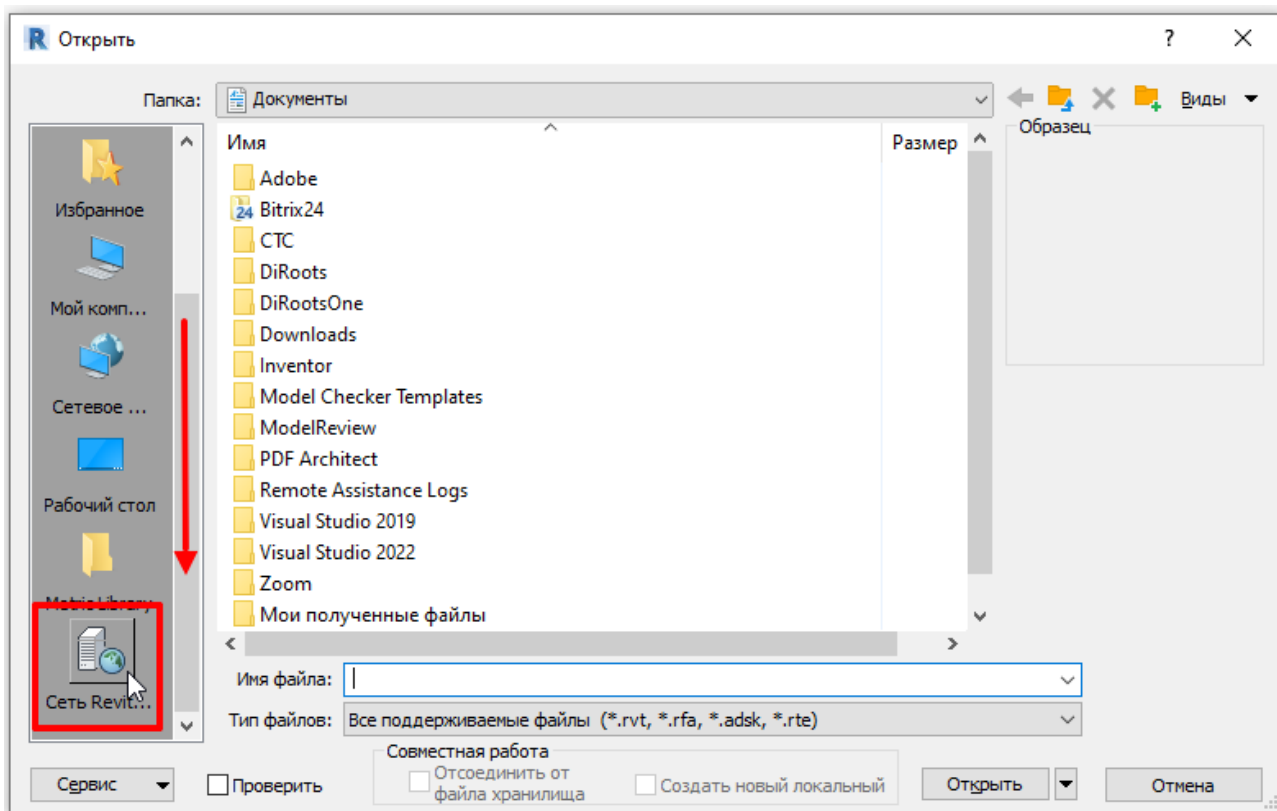 Открыть
?
Папка:
Документы
Виды
Имя
Размер
Образец
Adobe
24 Bitrix24
CTC
DiRoots
DiRootsOne
Downloads
Inventor
Model Checker Templates
ModelReview
PDF Architect
Remote Assistance Logs
Visual Studio 2019
Visual Studio 2022
Zoom
Мои полученные файлы
Избранное
Мой комп...
Сетевое ...
Рабочий стол
Metric Library
Сеть Revit...
Имя файла:
Тип файлов: Все поддерживаемые файлы (*.rvt, *.rfa, *.adsk, *.rte)
Совместная работа
Сервис
Проверить
Отсоединить от
файла хранилища
Создать новый локальный
Открыть
Отмена